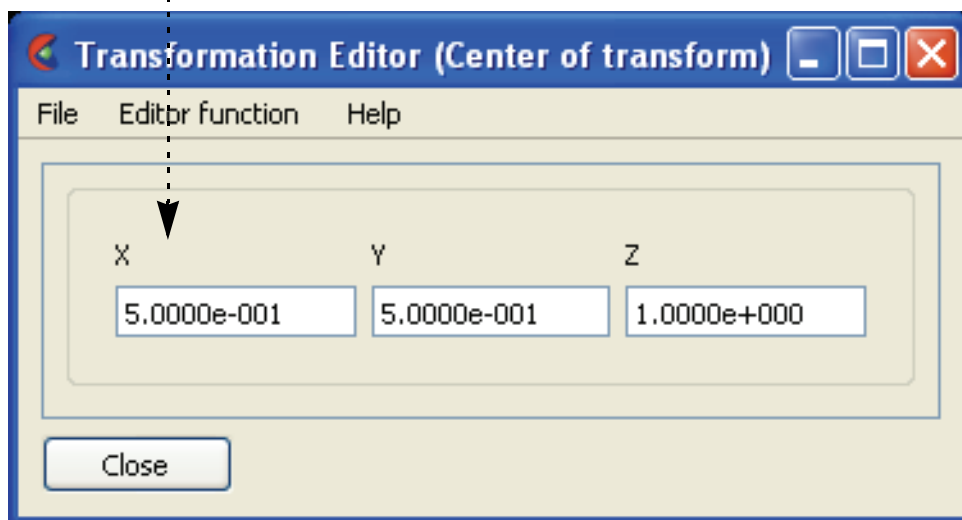 Transformation Editor (Center of transform)
File Editor function Help
X Y Z
5.0000e-001 5.0000e-001 1.0000e+000
Close